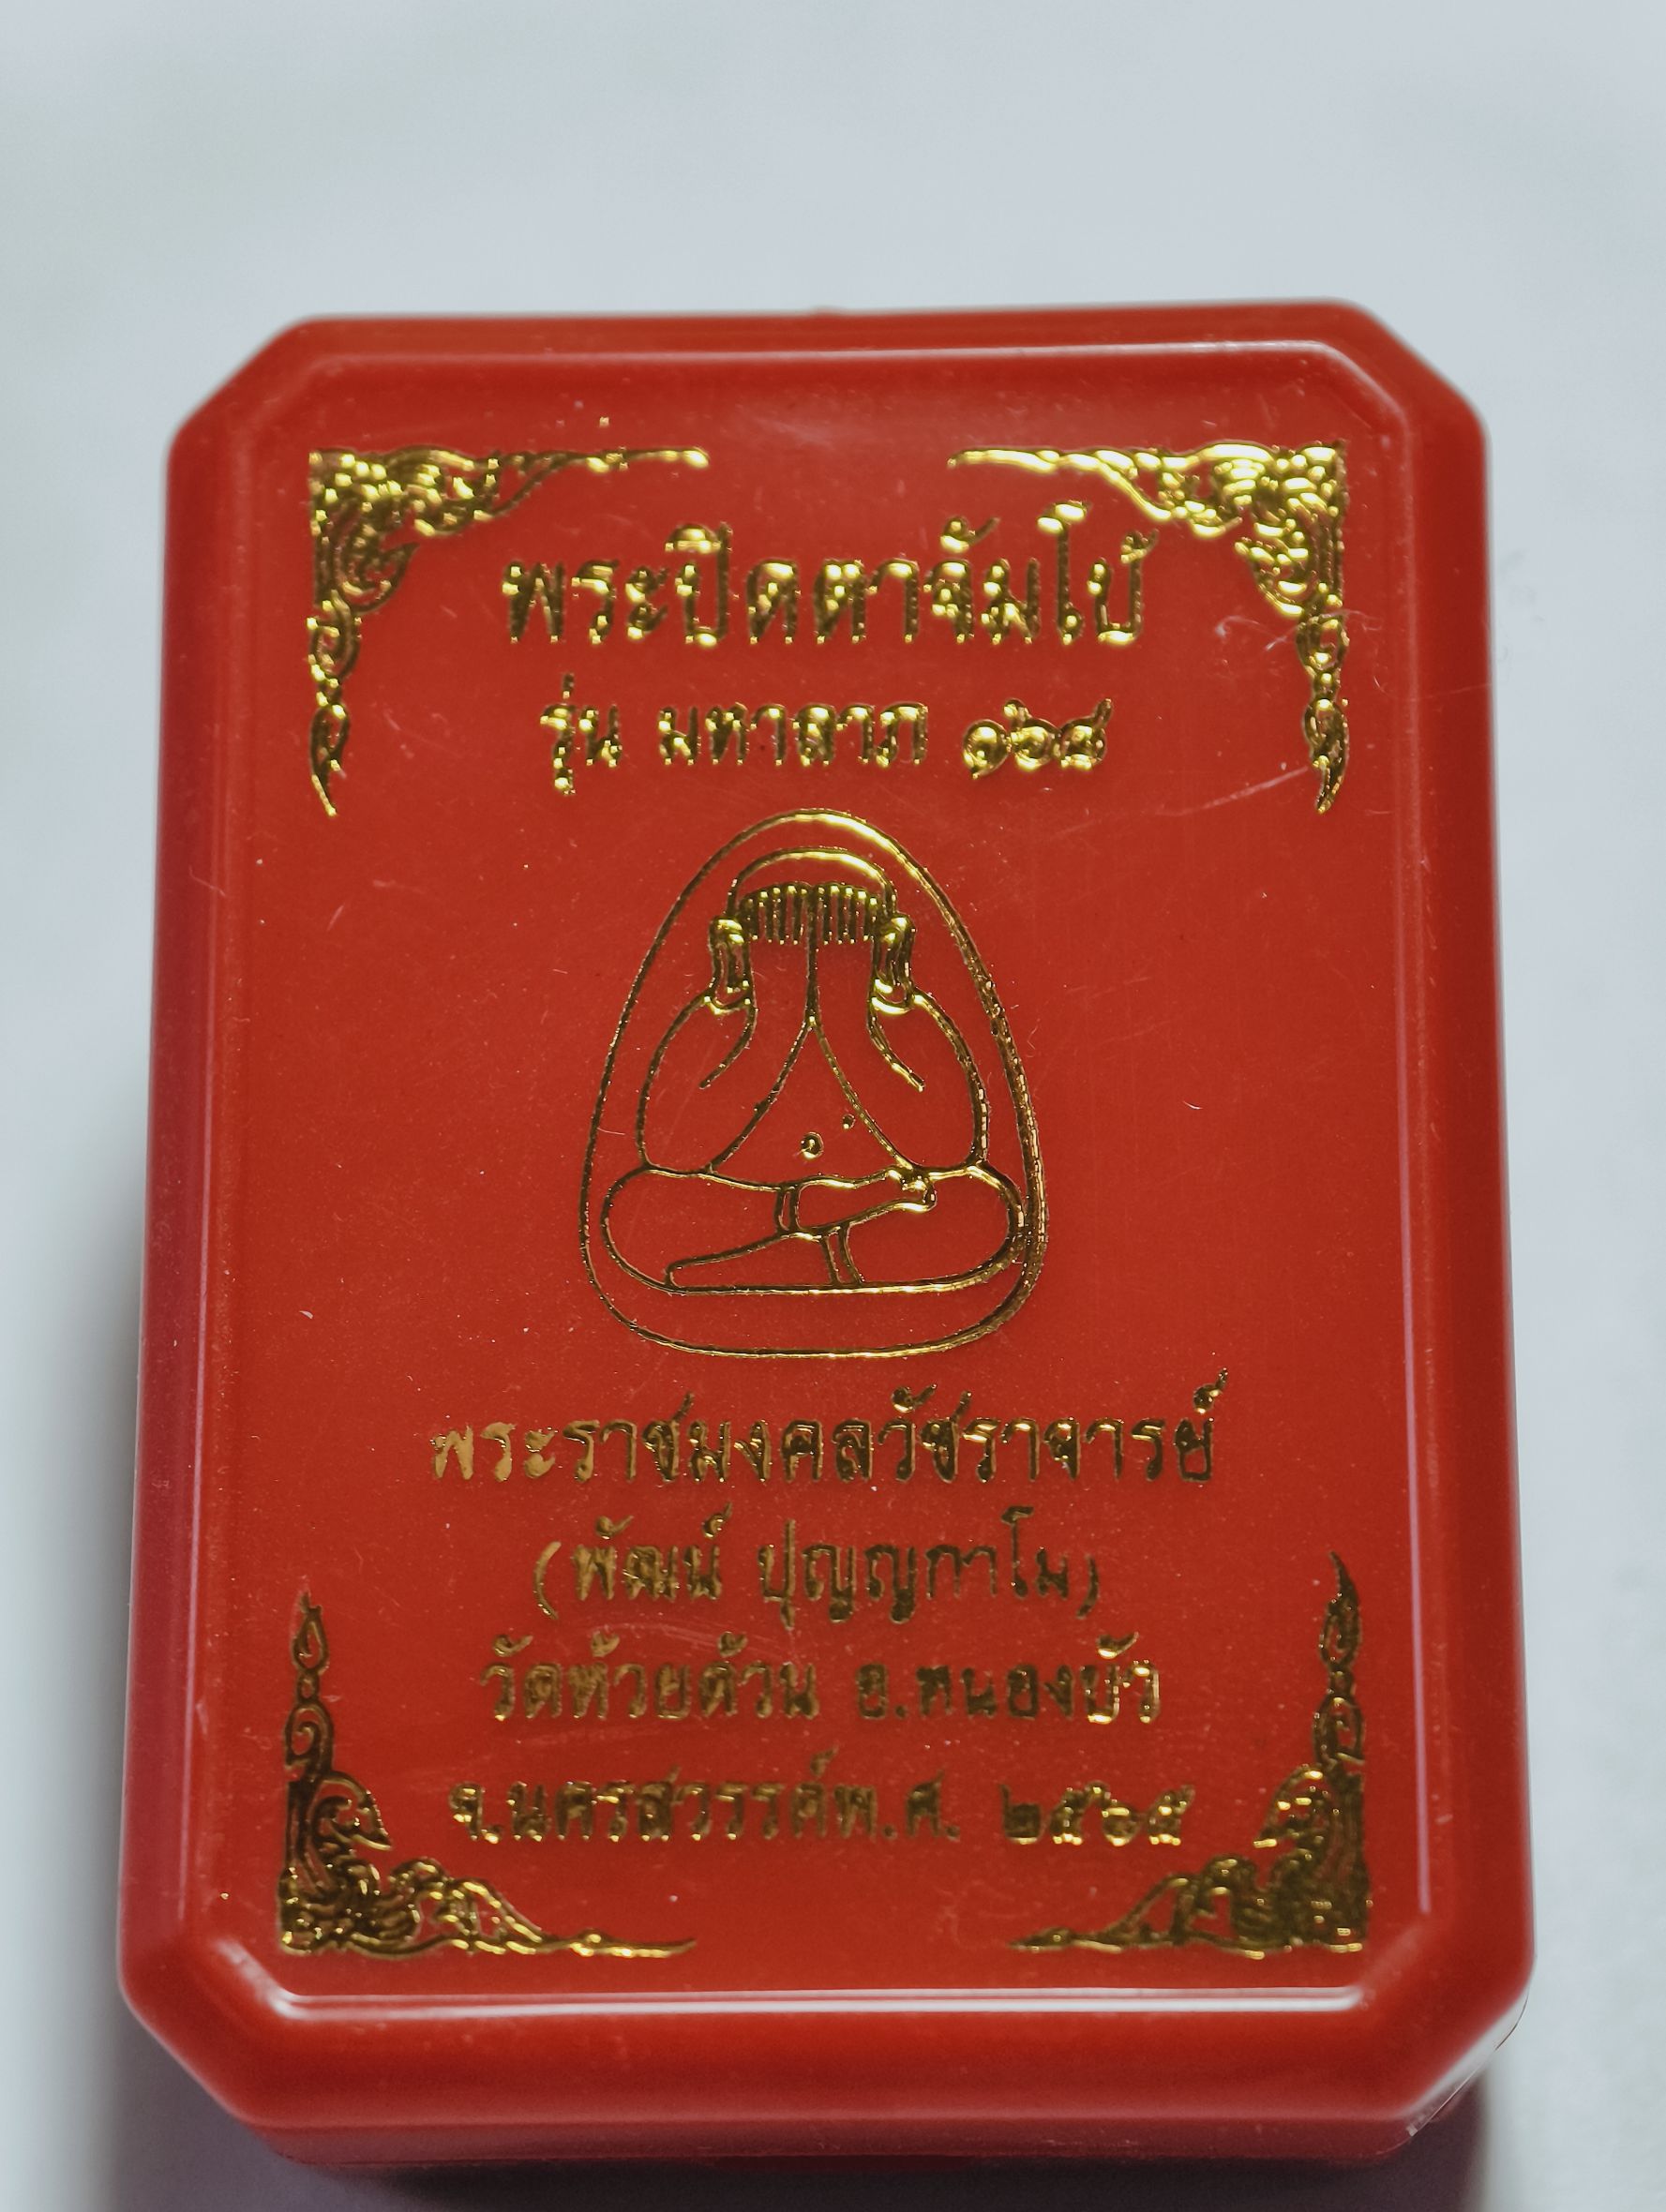 พระปิดตาจัมโบ้
รุ่น มหาลาภ ๑๖๘
พระราชมงคลวัชราจารย์
(พัฒน์ ปุญญกาโม)
วัดห้วยด้วน อ.หนองบัว
จ.นครสวรรค์พ.ศ. ๒๕๖๕